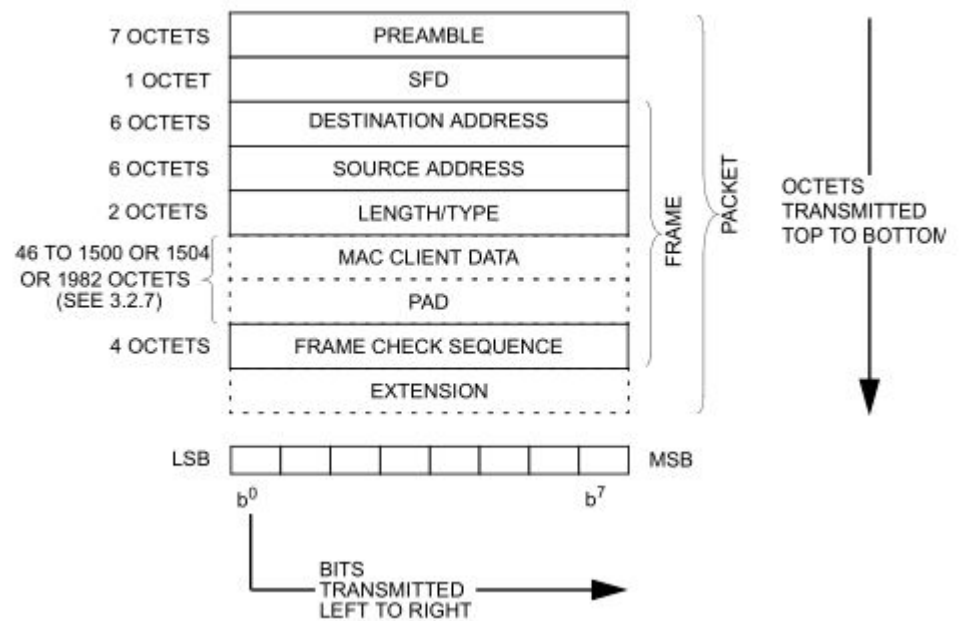 7 OCTETS PREAMBLE
1 OCTET SFD
6 OCTETS DESTINATION ADDRESS
6 OCTETS SOURCE ADDRESS
2 OCTETS LENGTH/TYPE
46 TO 1500 OR 1504
OR 1982 OCTETS
(SEE 3.2.7)
MAC CLIENT DATA
PAD
4 OCTETS FRAME CHECK SEQUENCE
EXTENSION
FRAME
PACKET
OCTETS
TRANSMITTED
TOP TO BOTTOM
LSB MSB
b0 b7
BITS
TRANSMITTED
LEFT TO RIGHT